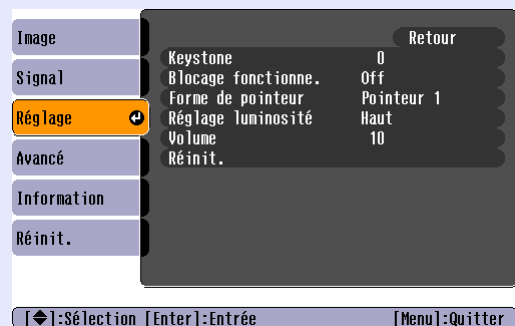 Image
Signal
Réglage
Avancé
Information
Réinit.
Retour
Keystone 0
Blocage fonctionne. Off
Forme de pointeur Pointeur 1
Réglage luminosité Haut
Volume 10
Réinit.
[◆]:Sélection [Enter]:Entrée [Menu]:Quitter